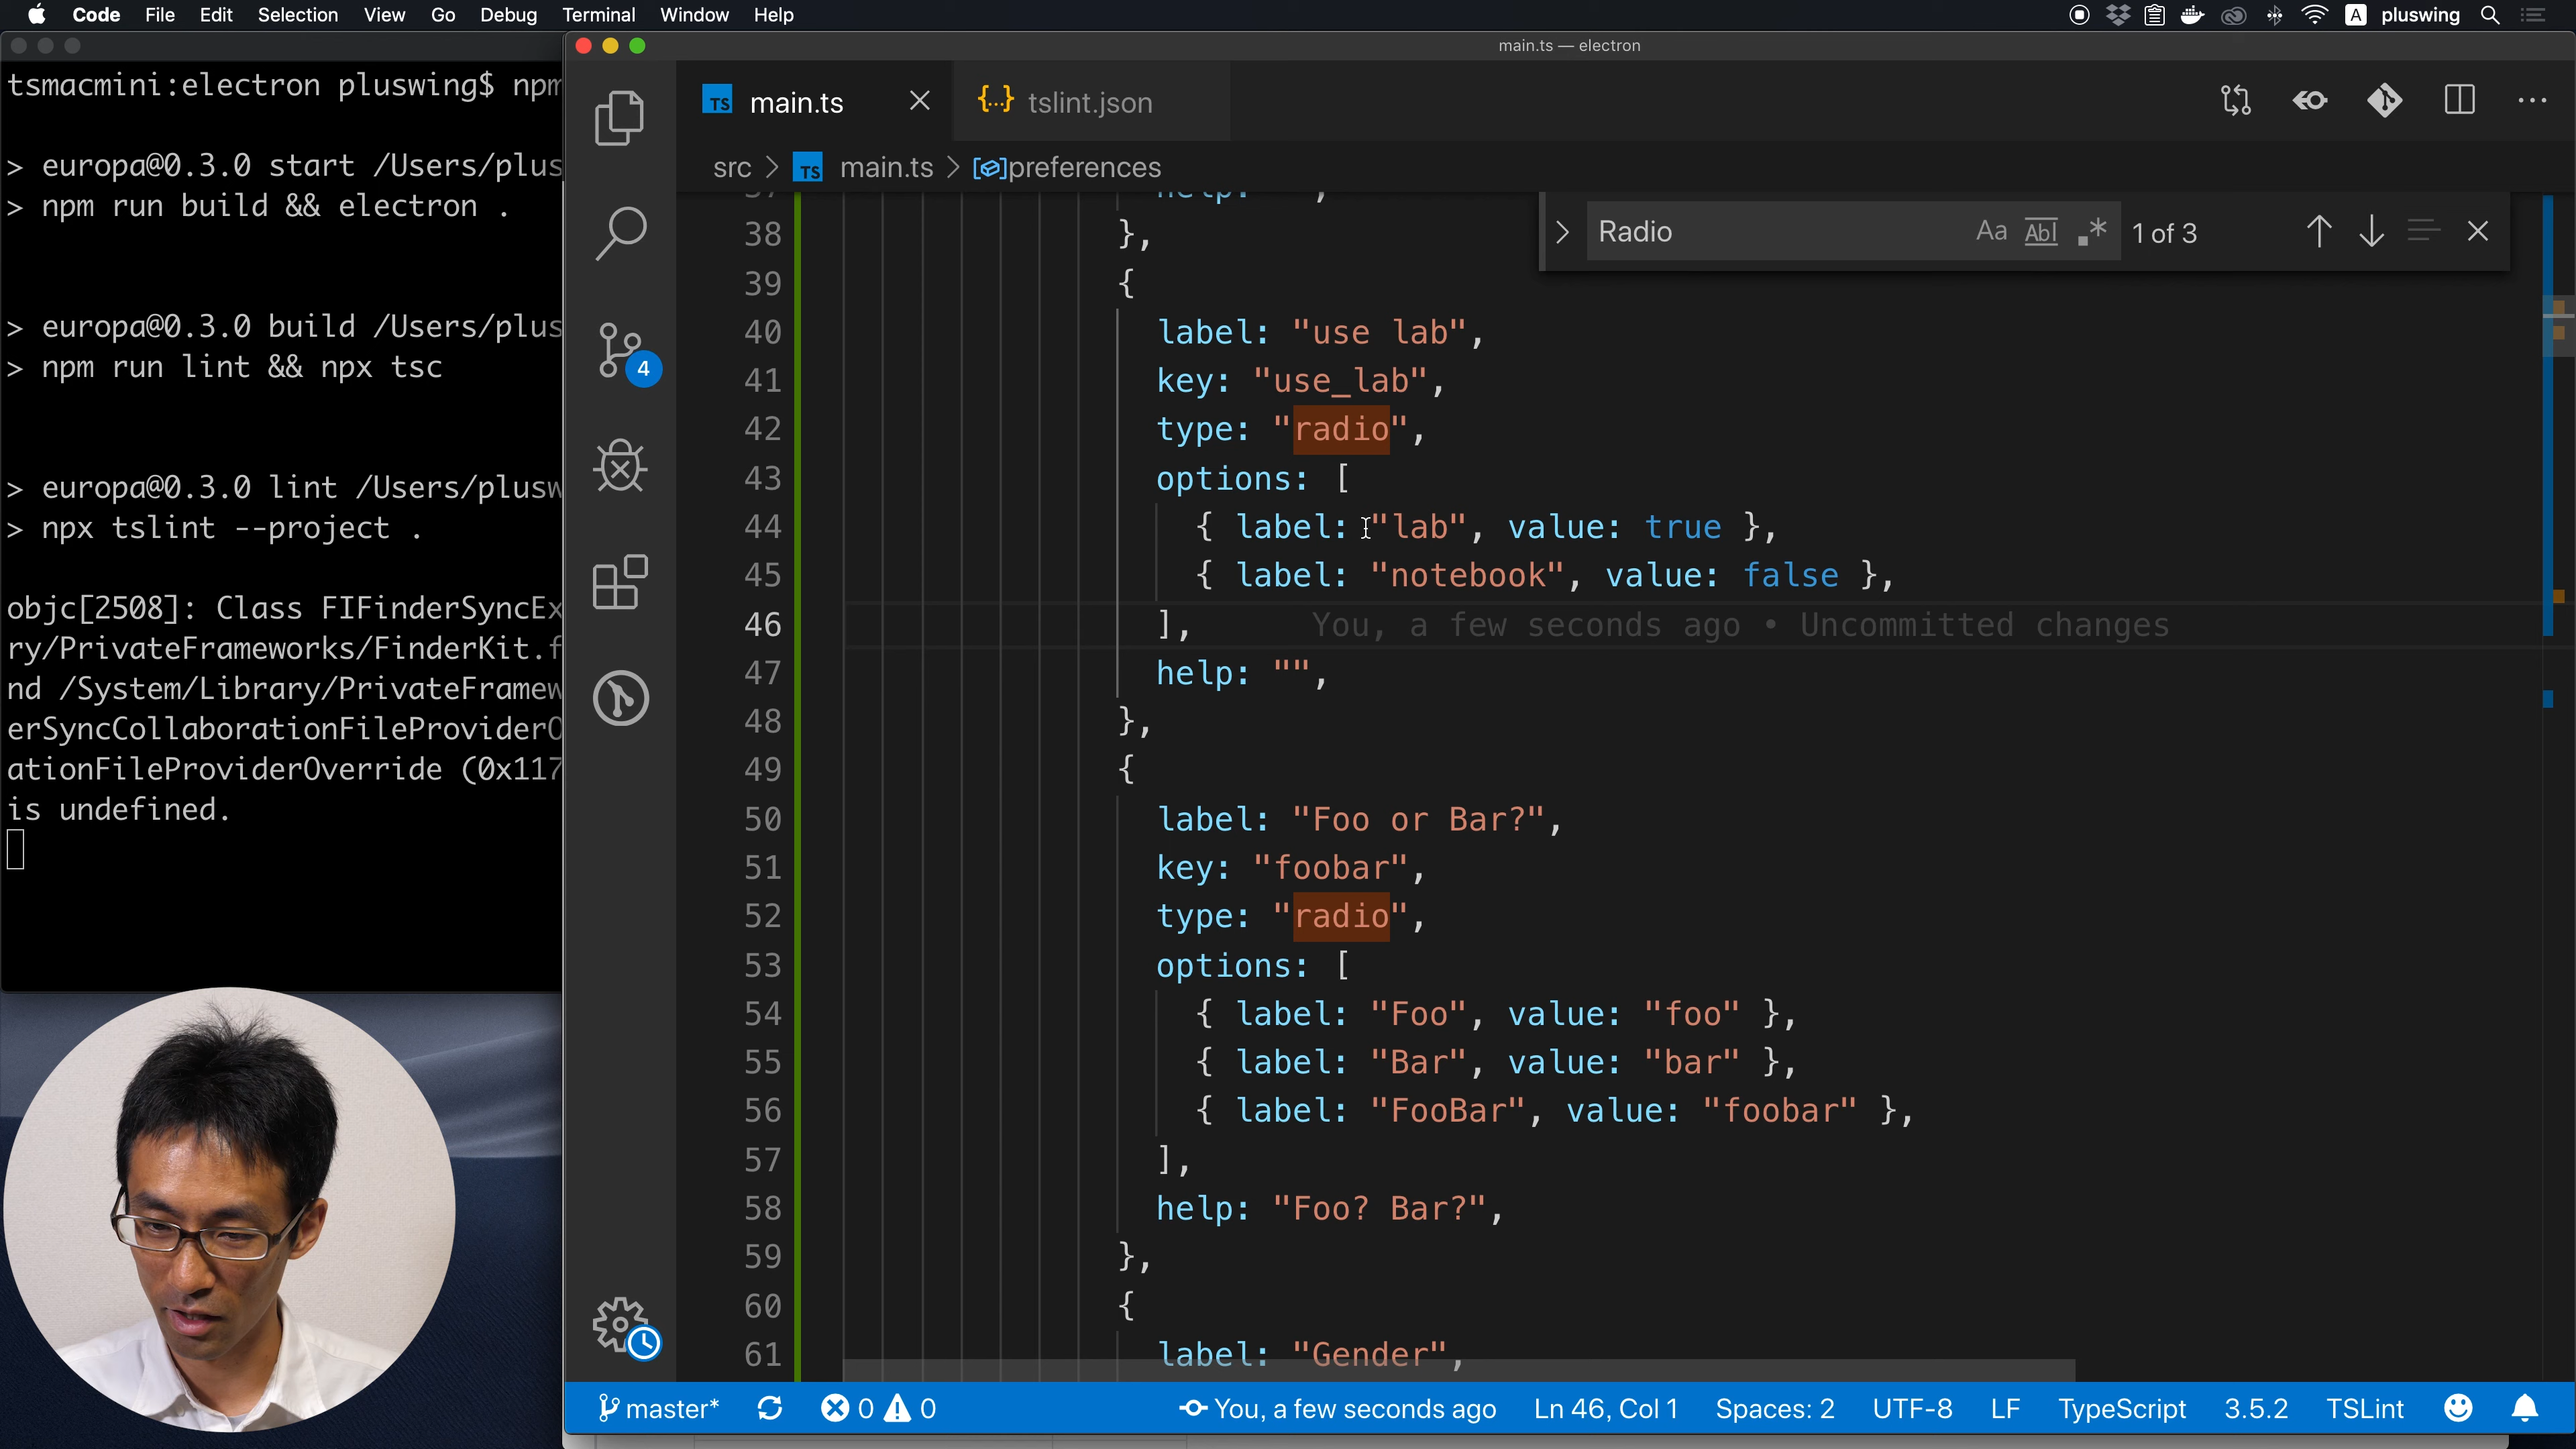 Code File Edit Selection View Go Debug Terminal Window Help A pluswing
main.ts — electron
tsmacmini:electron pluswing$ npm
> europa@0.3.0 start /Users/plus
> npm run build && electron .
> europa@0.3.0 build /Users/plus
> npm run lint && npx tsc
> europa@0.3.0 lint /Users/plusw
> npx tslint --project .
objc[2508]: Class FIFinderSyncEx
ry/PrivateFrameworks/FinderKit.f
nd /System/Library/PrivateFramew
erSyncCollaborationFileProviderO
ationFileProviderOverride (0x117
is undefined.
4
TS main.ts {..} tslint.json
src > TS main.ts > preferences
Radio Aa Abl .* 1 of 3
38 },
39 {
40 label: "use lab",
41 key: "use_lab",
42 type: "radio",
43 options: [
44 { label: "lab", value: true },
45 { label: "notebook", value: false },
46 ], You, a few seconds ago • Uncommitted changes
47 help: "",
48 },
49 {
50 label: "Foo or Bar?",
51 key: "foobar",
52 type: "radio",
53 options: [
54 { label: "Foo", value: "foo" },
55 { label: "Bar", value: "bar" },
56 { label: "FooBar", value: "foobar" },
57 ],
58 help: "Foo? Bar?",
59 },
60 {
61 label: "Gender",
master* 0 0 You, a few seconds ago Ln 46, Col 1 Spaces: 2 UTF-8 LF TypeScript 3.5.2 TSLint